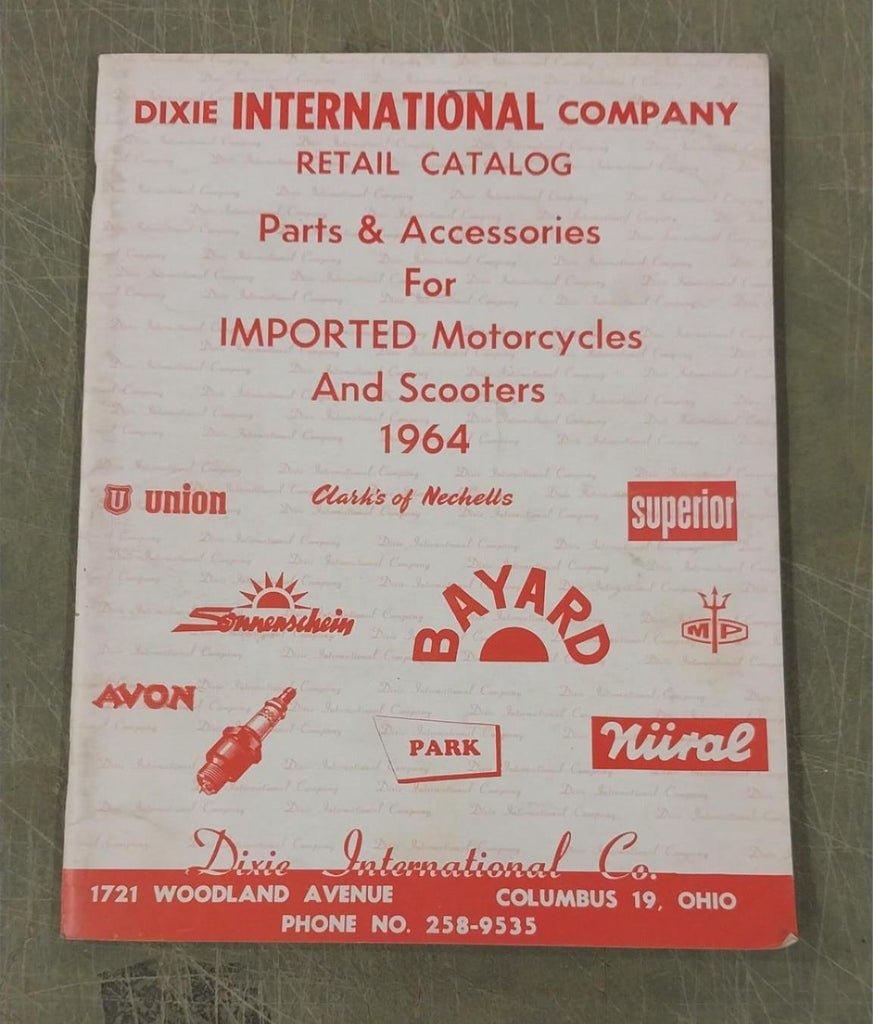 DIXIE INTERNATIONAL COMPANY
RETAIL CATALOG
Parts & Accessories
For
IMPORTED Motorcycles
And Scooters
1964
U union
Clark's of Nechells
superior
Sonnenschein
BAYARD
MP
AVON
PARK
Nüral
Dixie International Co.
1721 WOODLAND AVENUE COLUMBUS 19, OHIO
PHONE NO. 258-9535